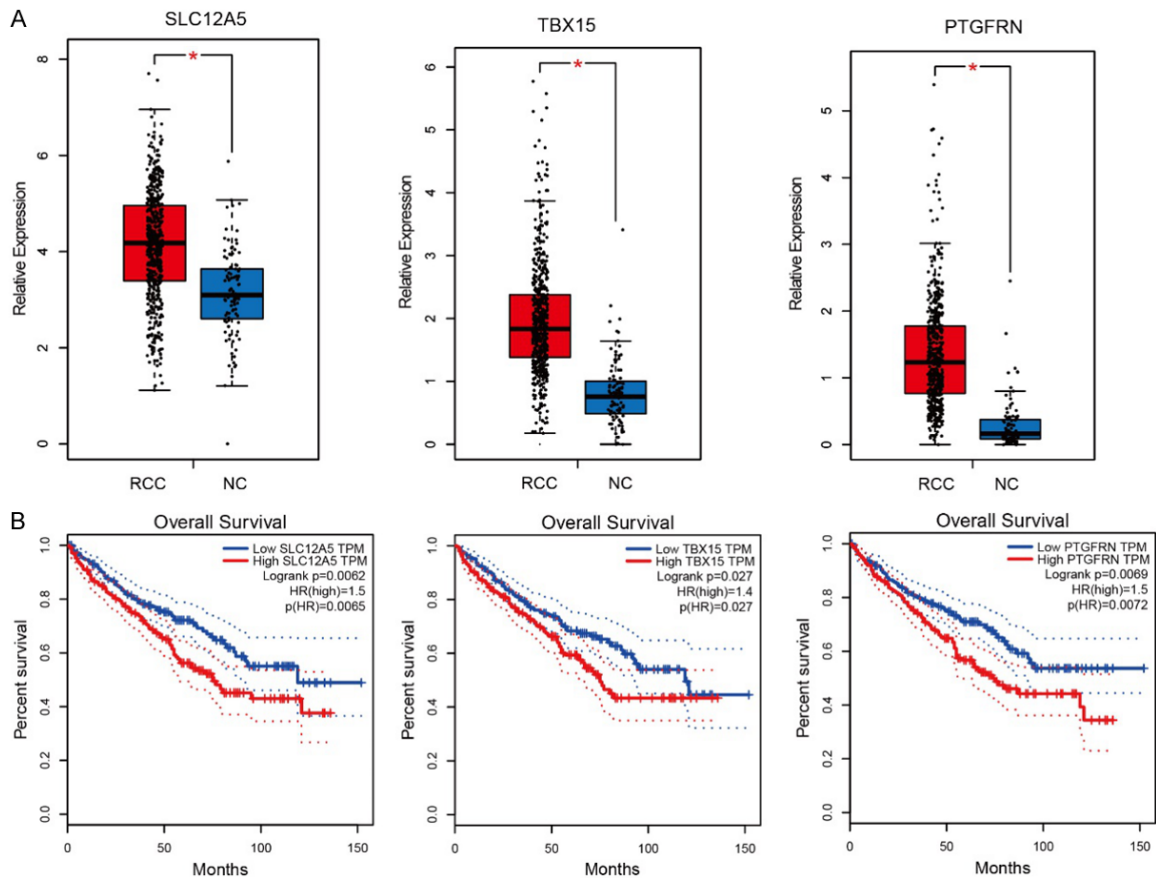 A
SLC12A5
TBX15
PTGFRN
Relative Expression
8
6
4
2
0
*
RCC
NC
Relative Expression
6
5
4
3
2
1
0
*
RCC
NC
Relative Expression
5
4
3
2
1
0
*
RCC
NC
B
Overall Survival
Percent survival
1.0
0.8
0.6
0.4
0.2
0.0
Low SLC12A5 TPM
High SLC12A5 TPM
Logrank p=0.0062
HR(high)=1.5
p(HR)=0.0065
0
50
100
150
Months
Overall Survival
Percent survival
1.0
0.8
0.6
0.4
0.2
0.0
Low TBX15 TPM
High TBX15 TPM
Logrank p=0.027
HR(high)=1.4
p(HR)=0.027
0
50
100
150
Months
Overall Survival
Percent survival
1.0
0.8
0.6
0.4
0.2
0.0
Low PTGFRN TPM
High PTGFRN TPM
Logrank p=0.0069
HR(high)=1.5
p(HR)=0.0072
0
50
100
150
Months